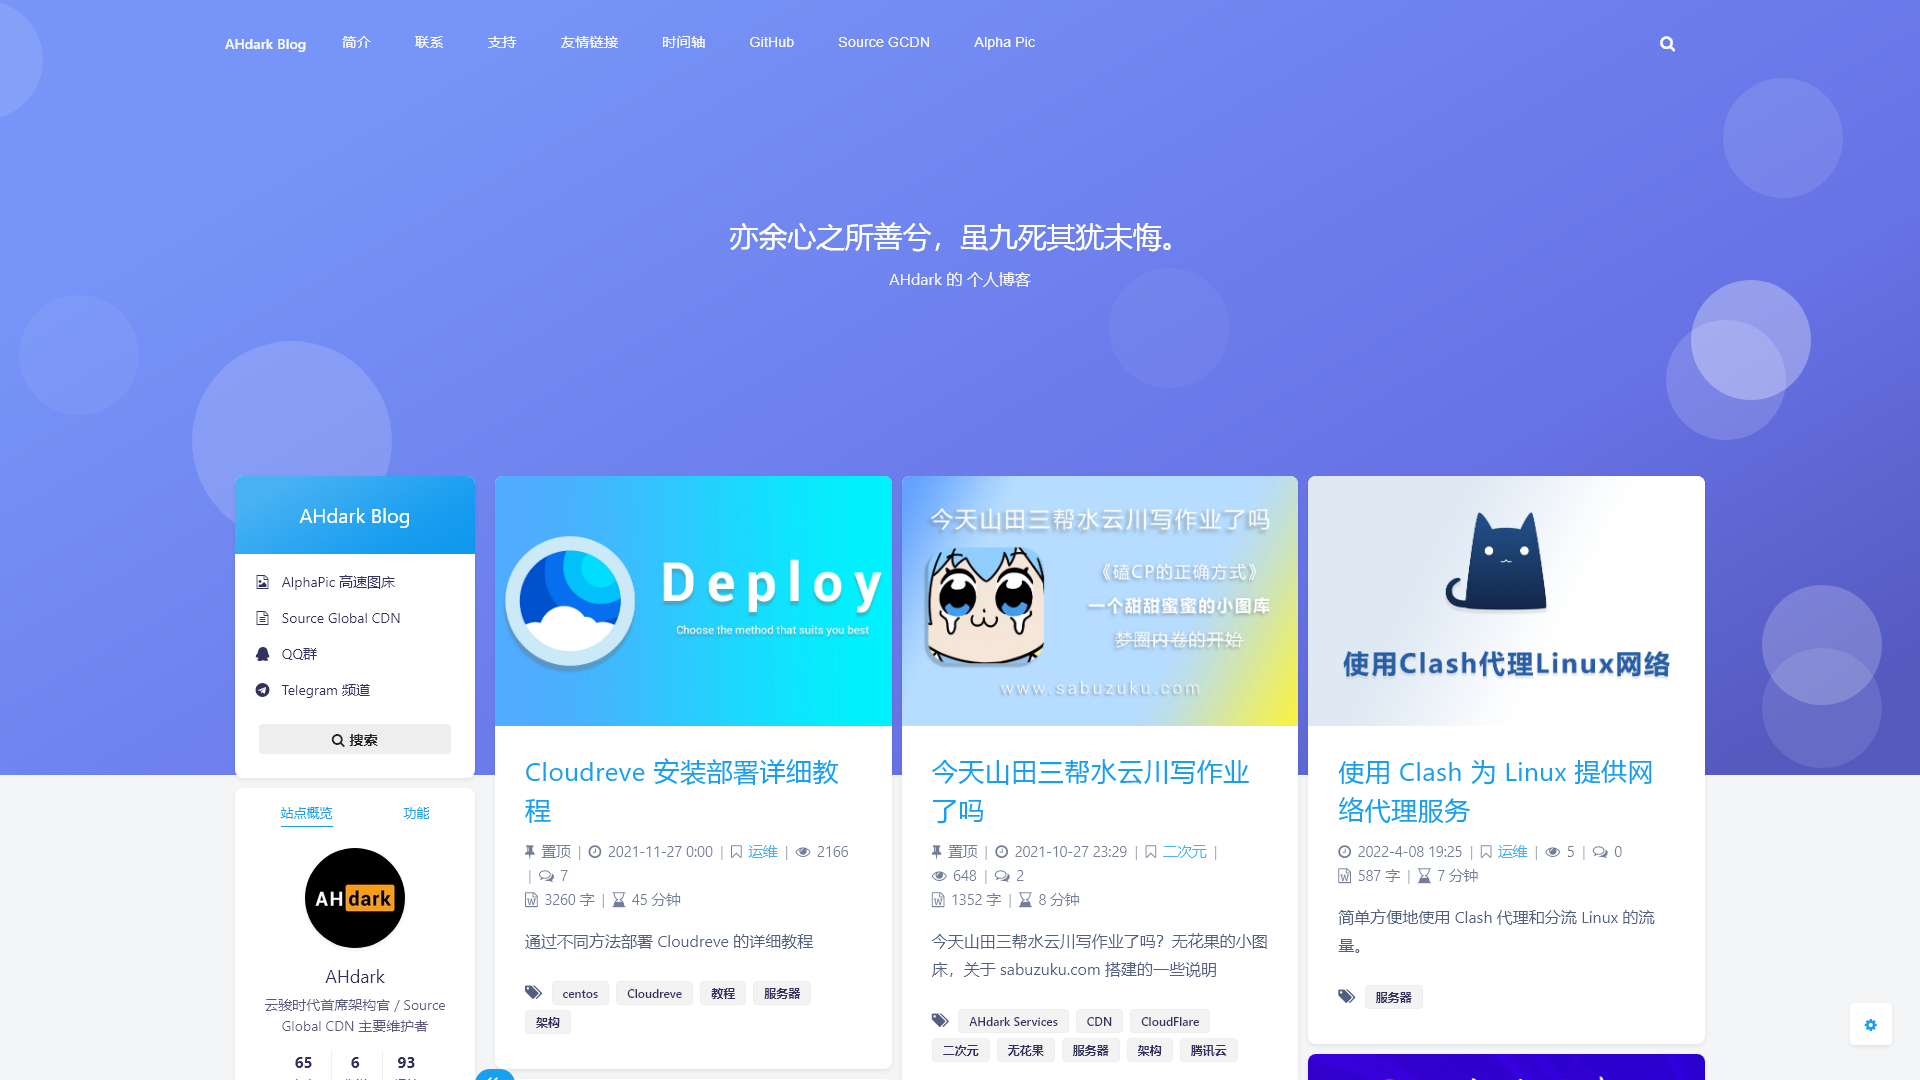 AHdark Blog 简介 联系 支持 友情链接 时间轴 GitHub Source GCDN Alpha Pic
亦余心之所善兮，虽九死其犹未悔。
AHdark 的 个人博客
AHdark Blog
AlphaPic 高速图床
Source Global CDN
QQ群
Telegram 频道
搜索
站点概览 功能
AHdark
AHdark
云骏时代首席架构官 / Source
Global CDN 主要维护者
65 6 93
Deploy
Choose the method that suits you best
Cloudreve 安装部署详细教
程
置顶 | 2021-11-27 0:00 | 运维 | 2166
| 7
3260 字 | 45 分钟
通过不同方法部署 Cloudreve 的详细教程
centos Cloudreve 教程 服务器
架构
今天山田三帮水云川写作业了吗
《磕CP的正确方式》
一个甜甜蜜蜜的小图库
梦圈内卷的开始
www.sabuzuku.com
今天山田三帮水云川写作业
了吗
置顶 | 2021-10-27 23:29 | 二次元 |
648 | 2
1352 字 | 8 分钟
今天山田三帮水云川写作业了吗？无花果的小图
床，关于 sabuzuku.com 搭建的一些说明
AHdark Services CDN CloudFlare
二次元 无花果 服务器 架构 腾讯云
使用Clash代理Linux网络
使用 Clash 为 Linux 提供网
络代理服务
2022-4-08 19:25 | 运维 | 5 | 0
587 字 | 7 分钟
简单方便地使用 Clash 代理和分流 Linux 的流
量。
服务器